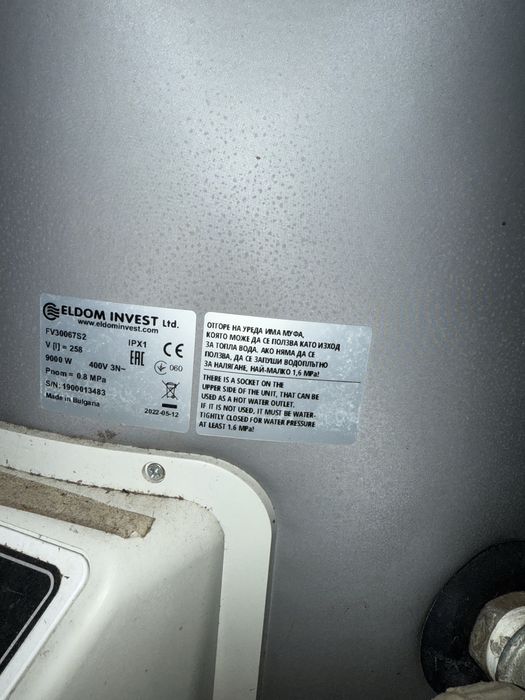 ELDOM INVEST Ltd.
www.eldominvest.com
FV30067S2
IPX1
V [l] = 258
EAC
CE
9000 W
400V 3N~
060
Pnom = 0.8 MPa
S/N: 1900013483
Made in Bulgaria
2022-05-12
ОТГОРЕ НА УРЕДА ИМА МУФА,
КОЯТО МОЖЕ ДА СЕ ПОЛЗВА КАТО ИЗХОД
ЗА ТОПЛА ВОДА. АКО НЯМА ДА СЕ
ПОЛЗВА, ДА СЕ ЗАПУШИ ВОДОПЛЪТНО
ЗА НАЛЯГАНЕ, НАЙ-МАЛКО 1,6 MPa!
THERE IS A SOCKET ON THE
UPPER SIDE OF THE UNIT, THAT CAN BE
USED AS A HOT WATER OUTLET.
IF IT IS NOT USED, IT MUST BE WATER-
TIGHTLY CLOSED FOR WATER PRESSURE
AT LEAST 1.6 MPa!